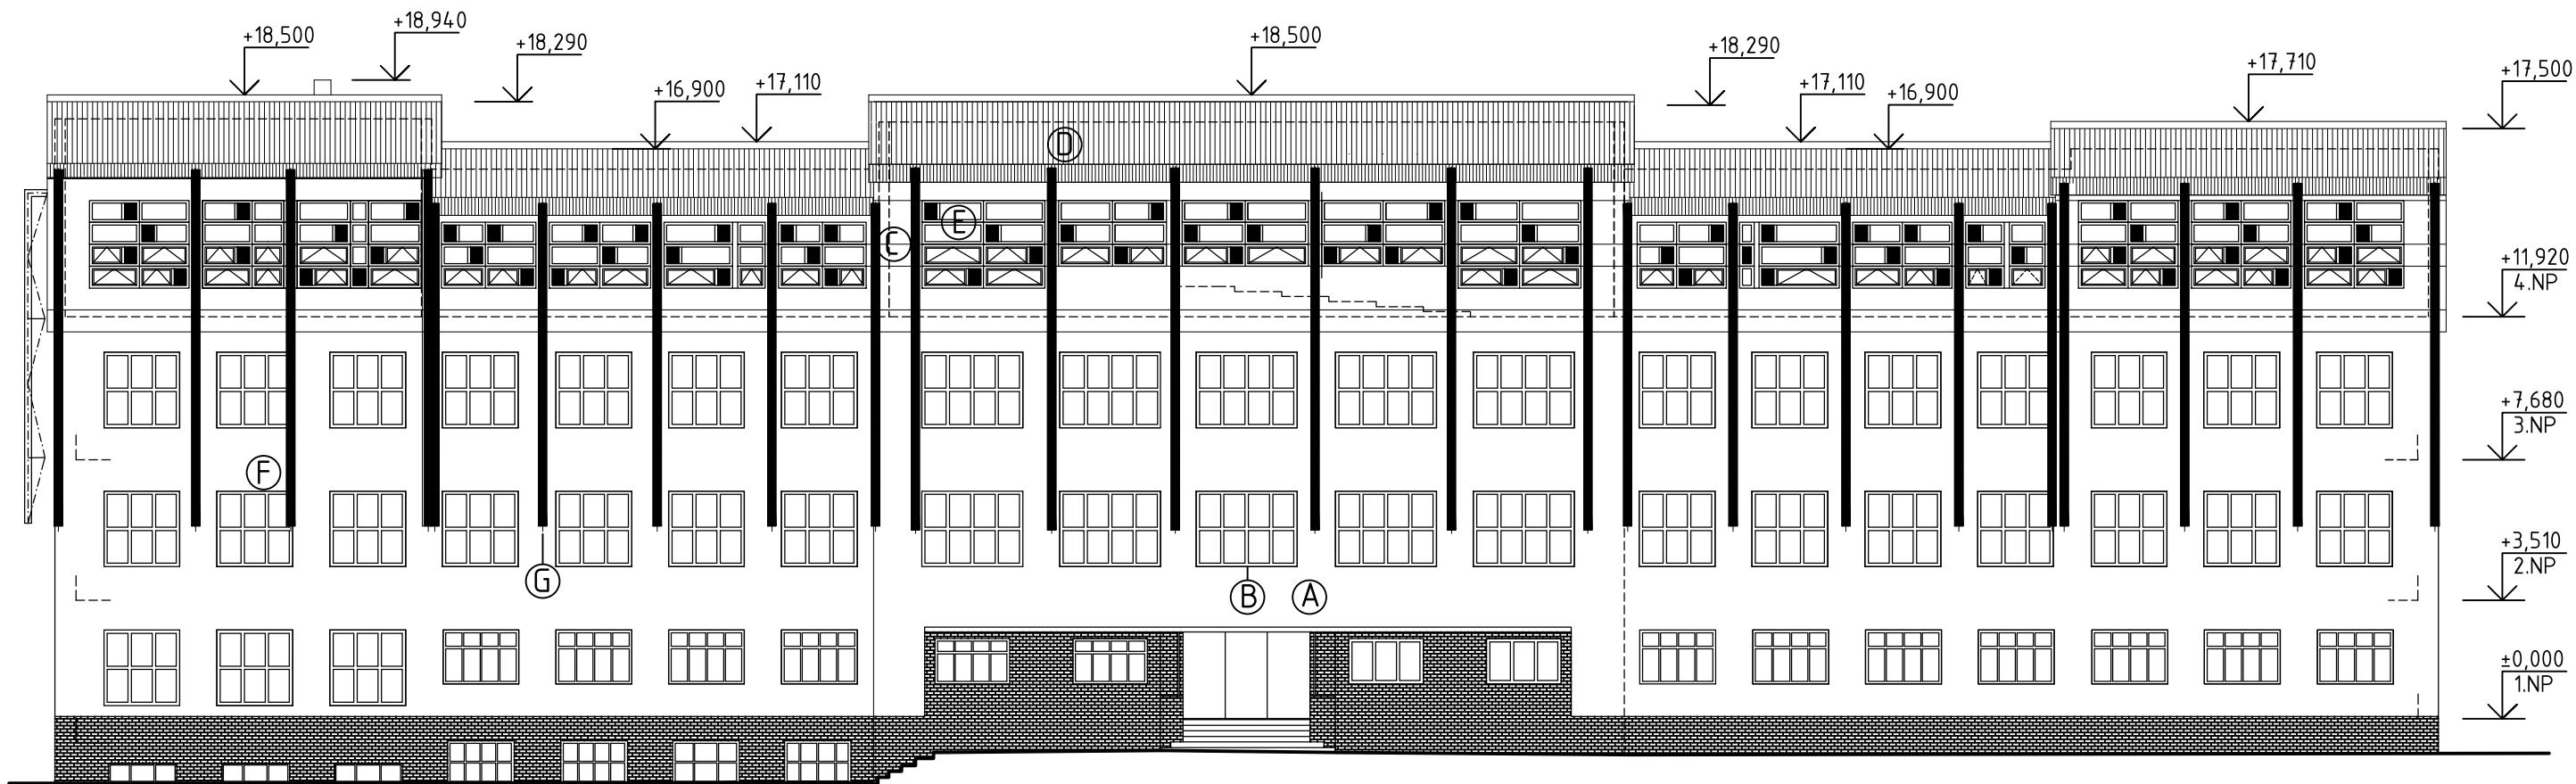 +18,500
+18,940
+18,290
+16,900
+17,110
+18,500
+18,290
+17,110
+16,900
+17,710
+17,500
D
E
C
+11,920
4.NP
+7,680
3.NP
F
G
B
A
+3,510
2.NP
±0,000
1.NP